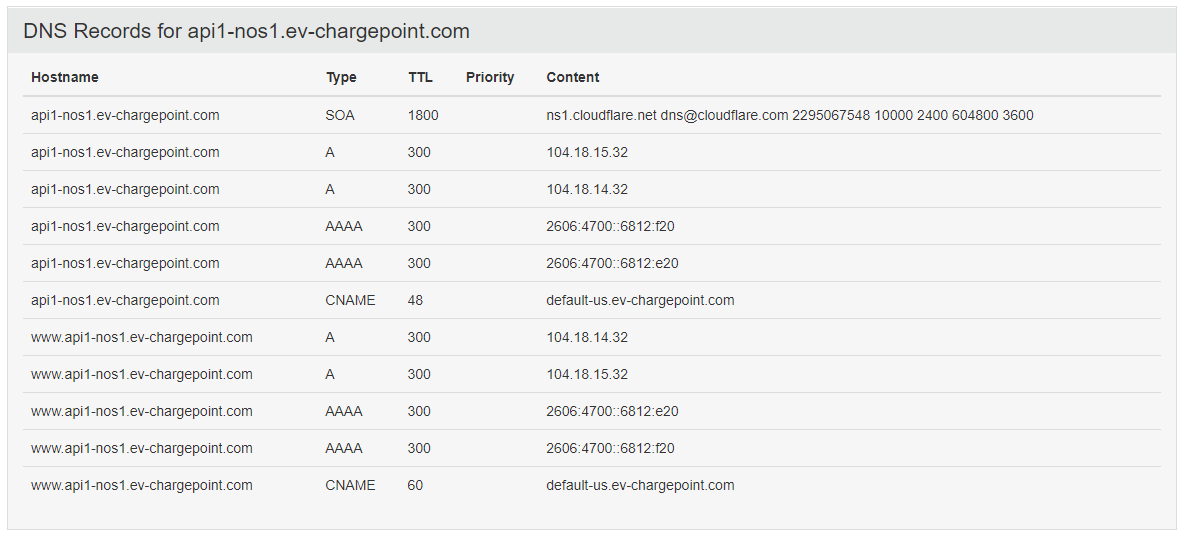 DNS Records for api1-nos1.ev-chargepoint.com
Hostname Type TTL Priority Content
api1-nos1.ev-chargepoint.com SOA 1800 ns1.cloudflare.net dns@cloudflare.com 2295067548 10000 2400 604800 3600
api1-nos1.ev-chargepoint.com A 300 104.18.15.32
api1-nos1.ev-chargepoint.com A 300 104.18.14.32
api1-nos1.ev-chargepoint.com AAAA 300 2606:4700::6812:f20
api1-nos1.ev-chargepoint.com AAAA 300 2606:4700::6812:e20
api1-nos1.ev-chargepoint.com CNAME 48 default-us.ev-chargepoint.com
www.api1-nos1.ev-chargepoint.com A 300 104.18.14.32
www.api1-nos1.ev-chargepoint.com A 300 104.18.15.32
www.api1-nos1.ev-chargepoint.com AAAA 300 2606:4700::6812:e20
www.api1-nos1.ev-chargepoint.com AAAA 300 2606:4700::6812:f20
www.api1-nos1.ev-chargepoint.com CNAME 60 default-us.ev-chargepoint.com